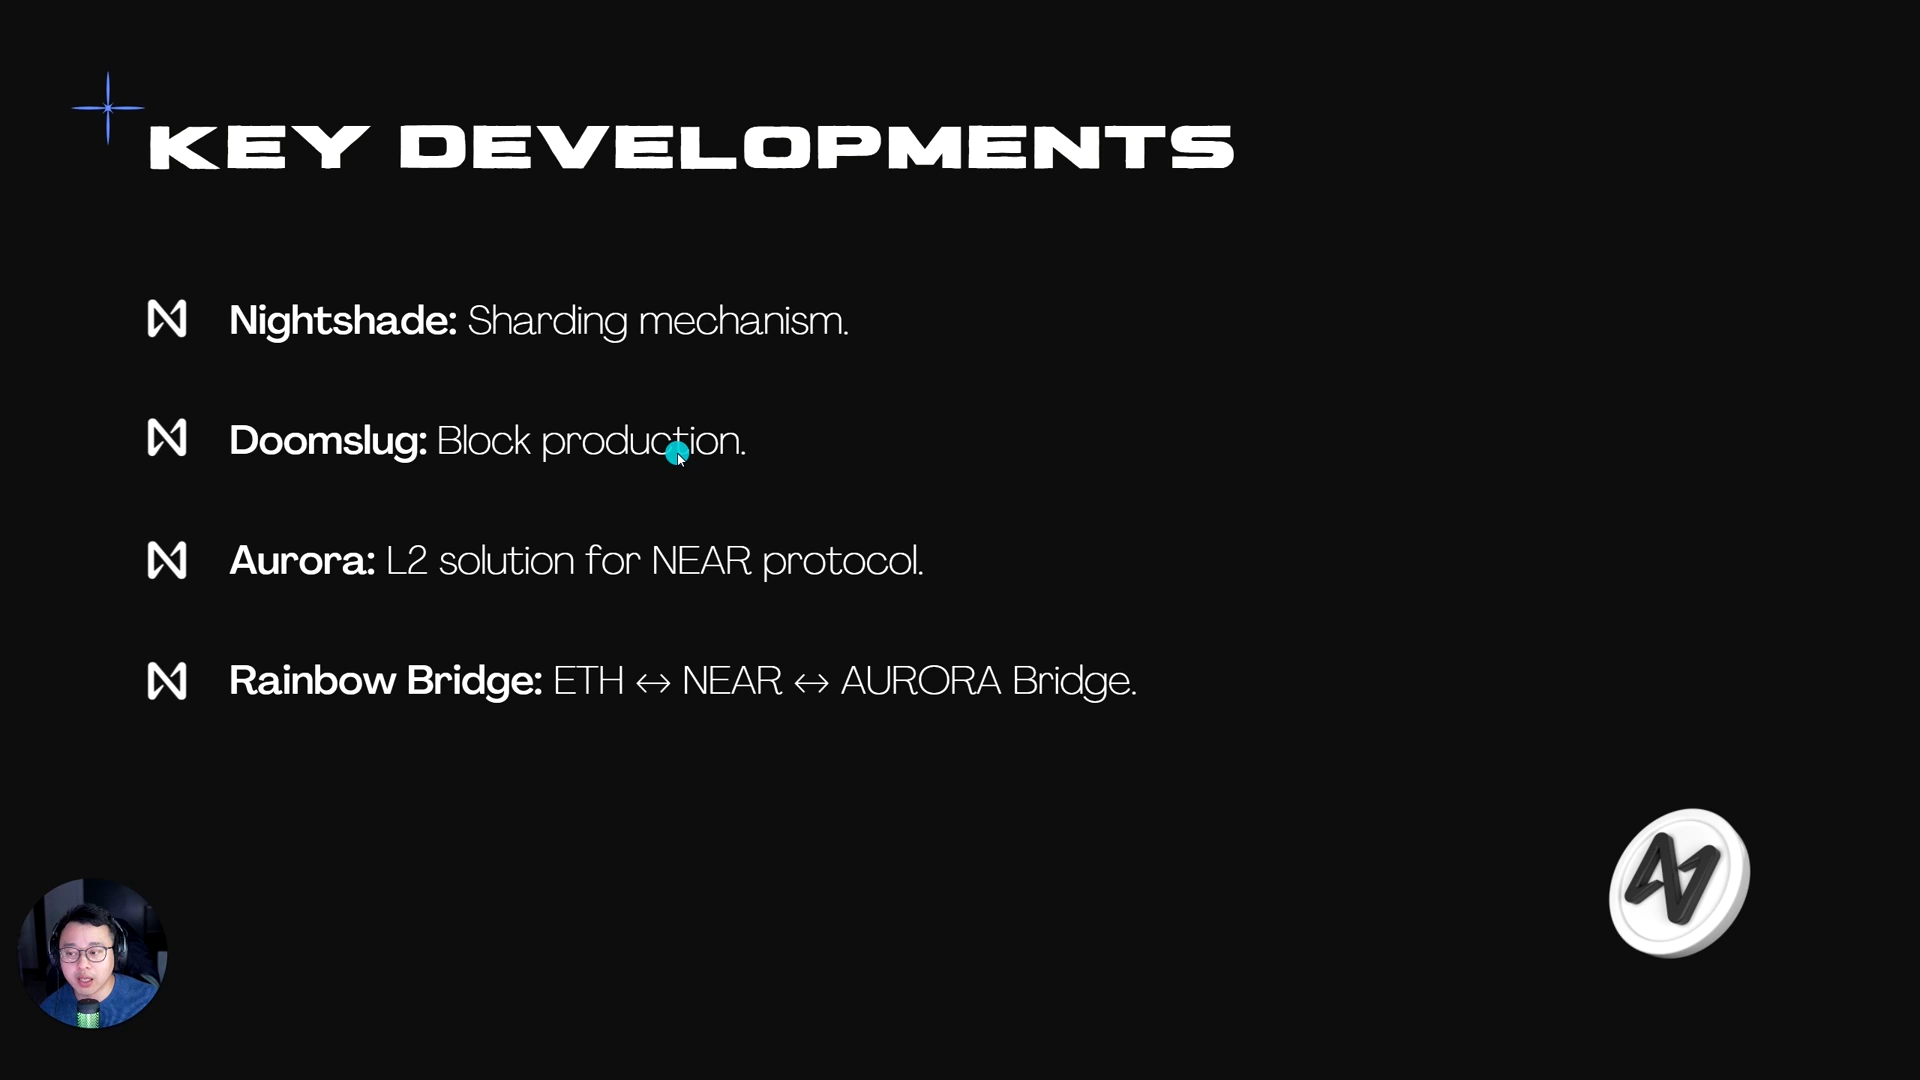 KEY DEVELOPMENTS
Nightshade: Sharding mechanism.
Doomslug: Block production.
Aurora: L2 solution for NEAR protocol.
Rainbow Bridge: ETH ↔ NEAR ↔ AURORA Bridge.